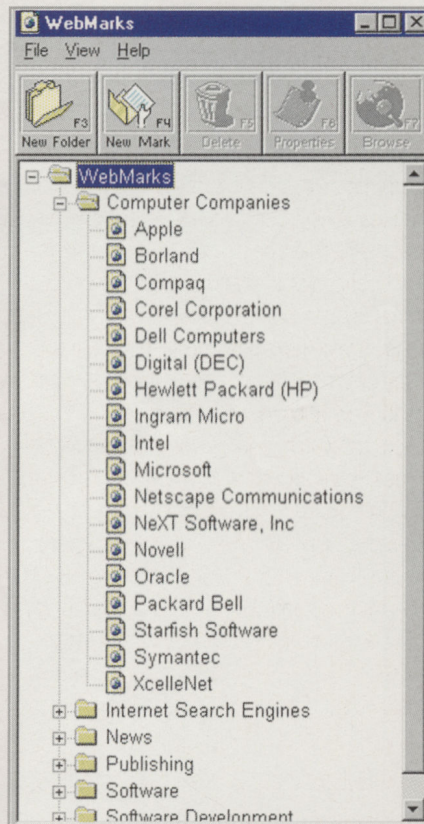 WebMarks
File View Help
F3 F4 F5 F6 F7
New Folder New Mark Delete Properties Browse
WebMarks
Computer Companies
Apple
Borland
Compaq
Corel Corporation
Dell Computers
Digital (DEC)
Hewlett Packard (HP)
Ingram Micro
Intel
Microsoft
Netscape Communications
NeXT Software, Inc
Novell
Oracle
Packard Bell
Starfish Software
Symantec
XcelleNet
Internet Search Engines
News
Publishing
Software
Software Development